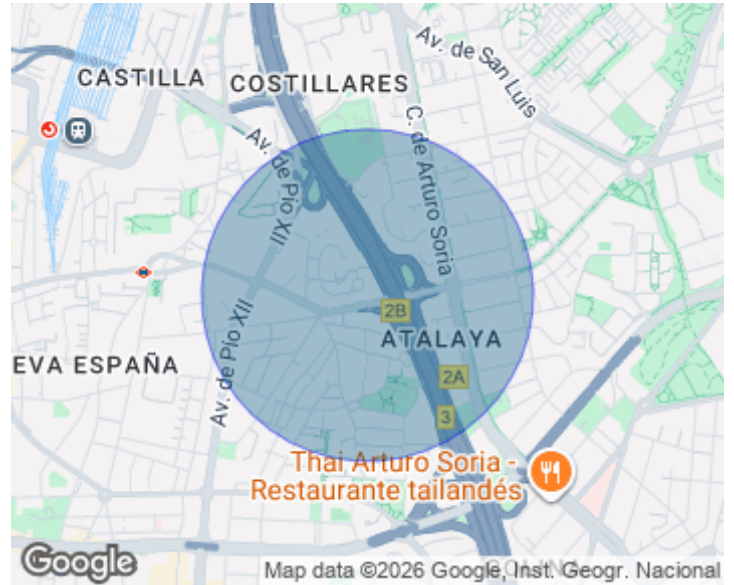 Av. de San Luis
CASTILLA
COSTILLARES
Av. de Pío XII
C. de Arturo Soria
2B
ATALAYA
EVA ESPAÑA
Av. de Pío XII
2A
3
Thai Arturo Soria -
Restaurante tailandés
Google
Map data ©2026 Google, Inst. Geogr. Nacional